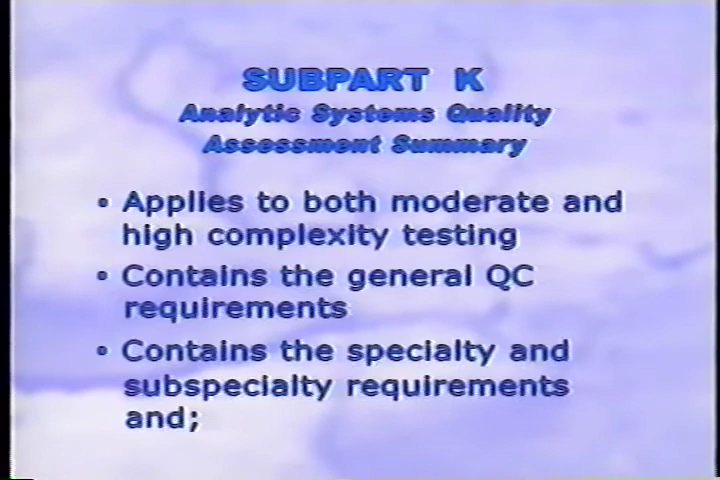 SUBPART K
Analytic Systems Quality
Assessment Summary
• Applies to both moderate and
high complexity testing
• Contains the general QC
requirements
• Contains the specialty and
subspecialty requirements
and;